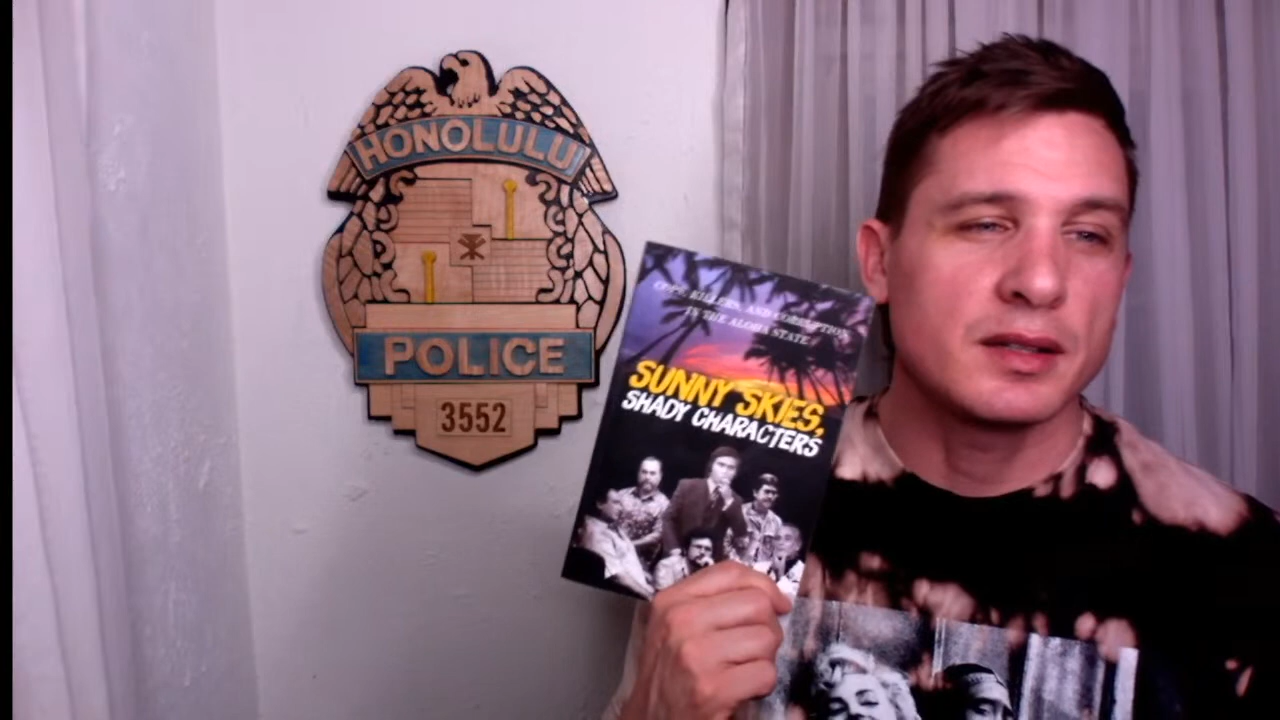 HONOLULU
POLICE
3552
COPS, KILLERS, AND CORRUPTION
IN THE ALOHA STATE
SUNNY SKIES,
SHADY CHARACTERS